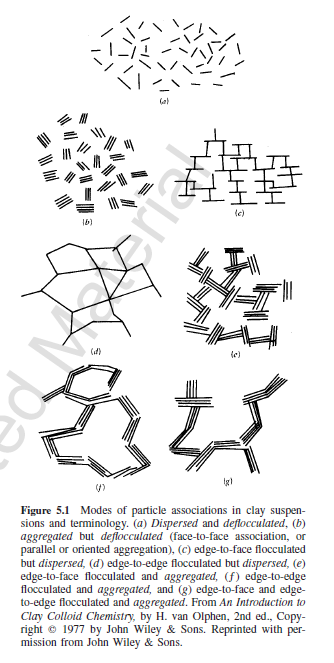 (a)
(b)
(c)
(d)
(e)
(f)
(g)
ted Material
Figure 5.1 Modes of particle associations in clay suspen-
sions and terminology. (a) Dispersed and deflocculated, (b)
aggregated but deflocculated (face-to-face association, or
parallel or oriented aggregation), (c) edge-to-face flocculated
but dispersed, (d) edge-to-edge flocculated but dispersed, (e)
edge-to-face flocculated and aggregated, (f) edge-to-edge
flocculated and aggregated, and (g) edge-to-face and edge-
to-edge flocculated and aggregated. From An Introduction to
Clay Colloid Chemistry, by H. van Olphen, 2nd ed., Copy-
right © 1977 by John Wiley & Sons. Reprinted with per-
mission from John Wiley & Sons.